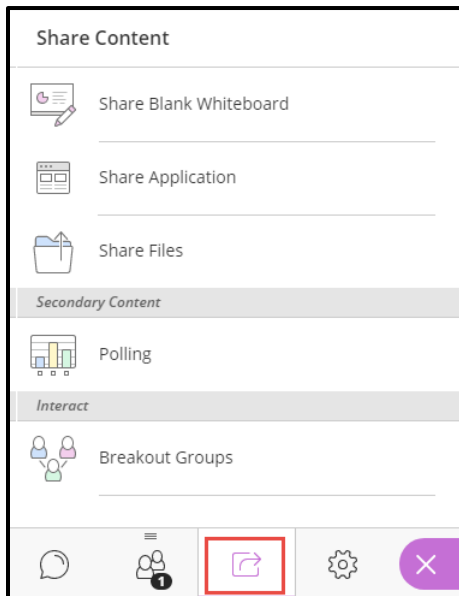 Share Content
Share Blank Whiteboard
Share Application
Share Files
Secondary Content
Polling
Interact
Breakout Groups
1